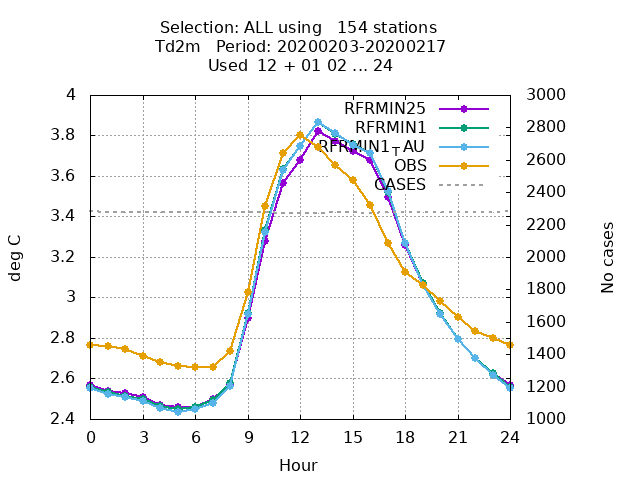 Selection: ALL using   154 stations
Td2m   Period: 20200203-20200217
Used  12 + 01 02 ... 24
RFRMIN25
RFRMIN1
RFRMIN1┬AU
OBS
CASES
4
3.8
3.6
3.4
3.2
3
2.8
2.6
2.4
3000
2800
2600
2400
2200
2000
1800
1600
1400
1200
1000
deg C
No cases
0 3 6 9 12 15 18 21 24
Hour